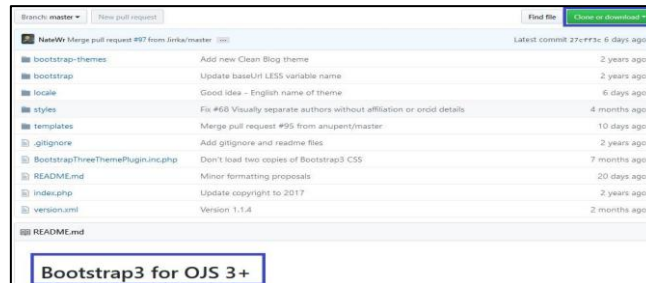 Branch: master New pull request Find file Clone or download
NateWr Merge pull request #97 from Jirrka/master ... Latest commit 27cff3c 6 days ago
bootstrap-themes Add new Clean Blog theme 2 years ago
bootstrap Update baseUrl LESS variable name 2 years ago
locale Good idea - English name of theme 6 days ago
styles Fix #68 Visually separate authors without affiliation or orcid details 4 months ago
templates Merge pull request #95 from anupent/master 10 days ago
.gitignore Add gitignore and readme files 2 years ago
BootstrapThreeThemePlugin.inc.php Don't load two copies of Bootstrap3 CSS 7 months ago
README.md Minor formatting proposals 20 days ago
index.php Update copyright to 2017 2 years ago
version.xml Version 1.1.4 2 months ago
README.md
Bootstrap3 for OJS 3+